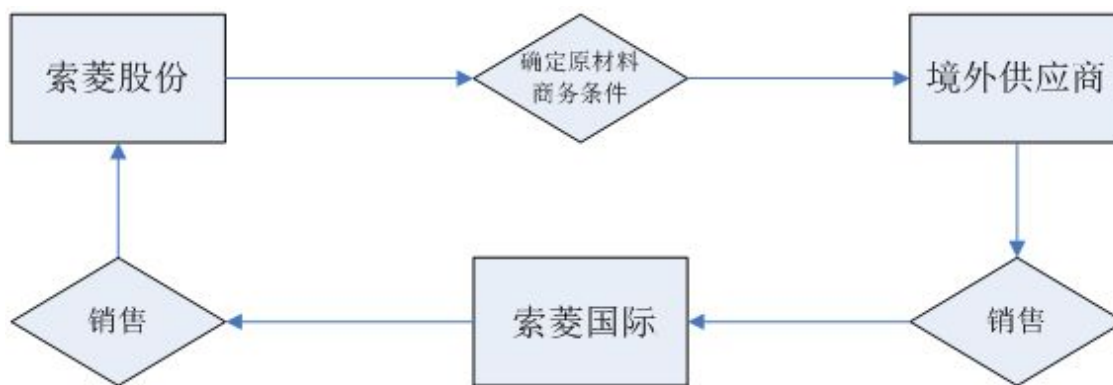 索菱股份
确定原材料
商务条件
境外供应商
销售
索菱国际
销售